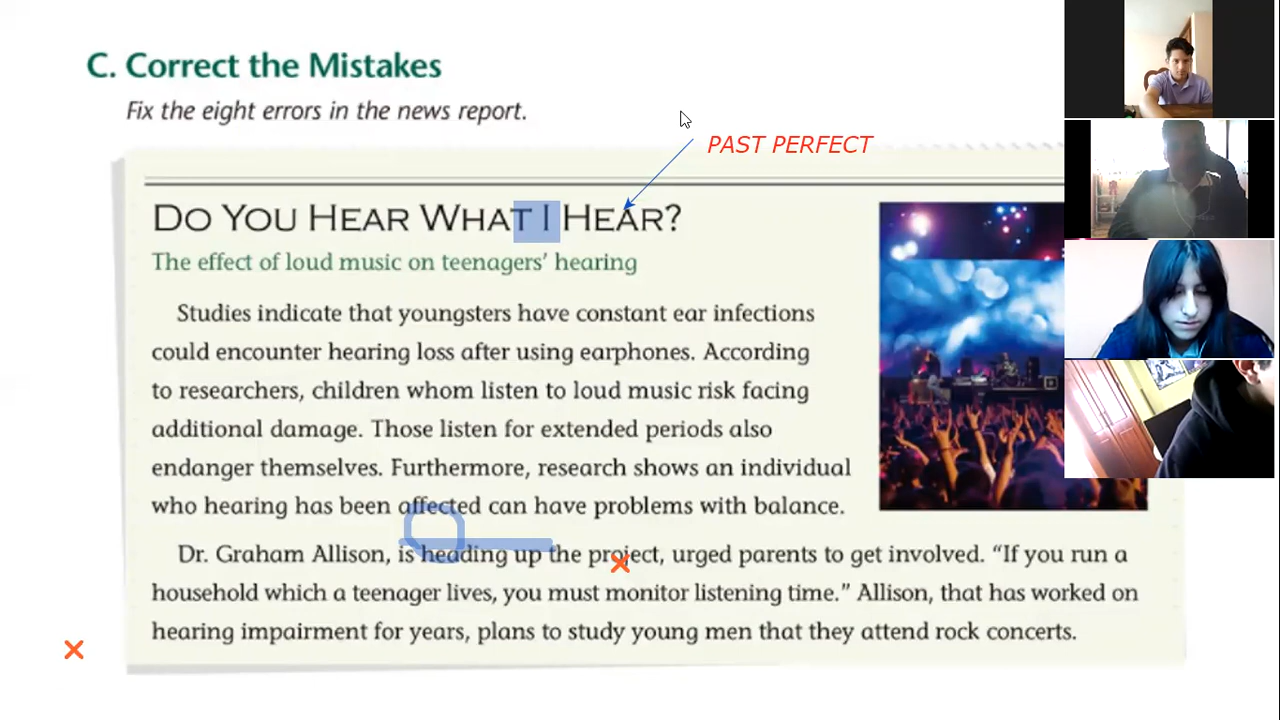 C. Correct the Mistakes
Fix the eight errors in the news report.
PAST PERFECT
DO YOU HEAR WHAT I HEAR?
The effect of loud music on teenagers' hearing
Studies indicate that youngsters have constant ear infections
could encounter hearing loss after using earphones. According
to researchers, children whom listen to loud music risk facing
additional damage. Those listen for extended periods also
endanger themselves. Furthermore, research shows an individual
who hearing has been affected can have problems with balance.
Dr. Graham Allison, is heading up the project, urged parents to get involved. “If you run a
household which a teenager lives, you must monitor listening time.” Allison, that has worked on
hearing impairment for years, plans to study young men that they attend rock concerts.